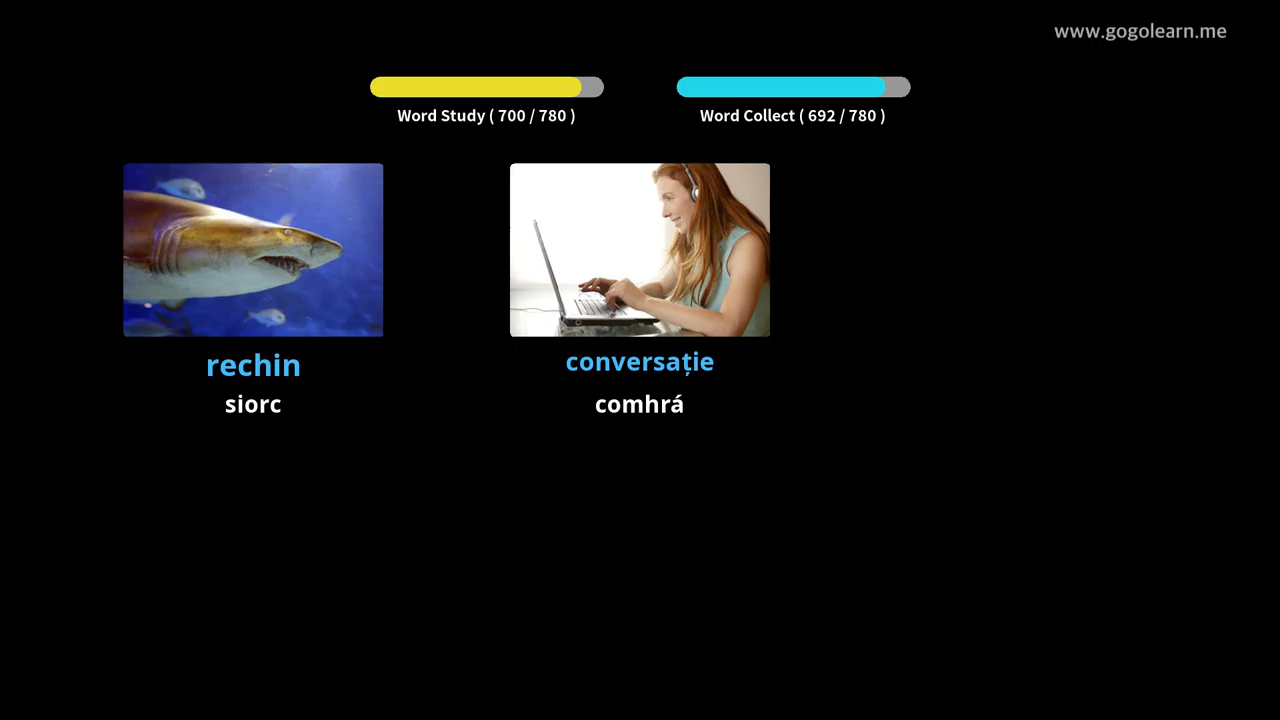 www.gogolearn.me
Word Study ( 700 / 780 )
Word Collect ( 692 / 780 )
rechin
siorc
conversație
comhrá